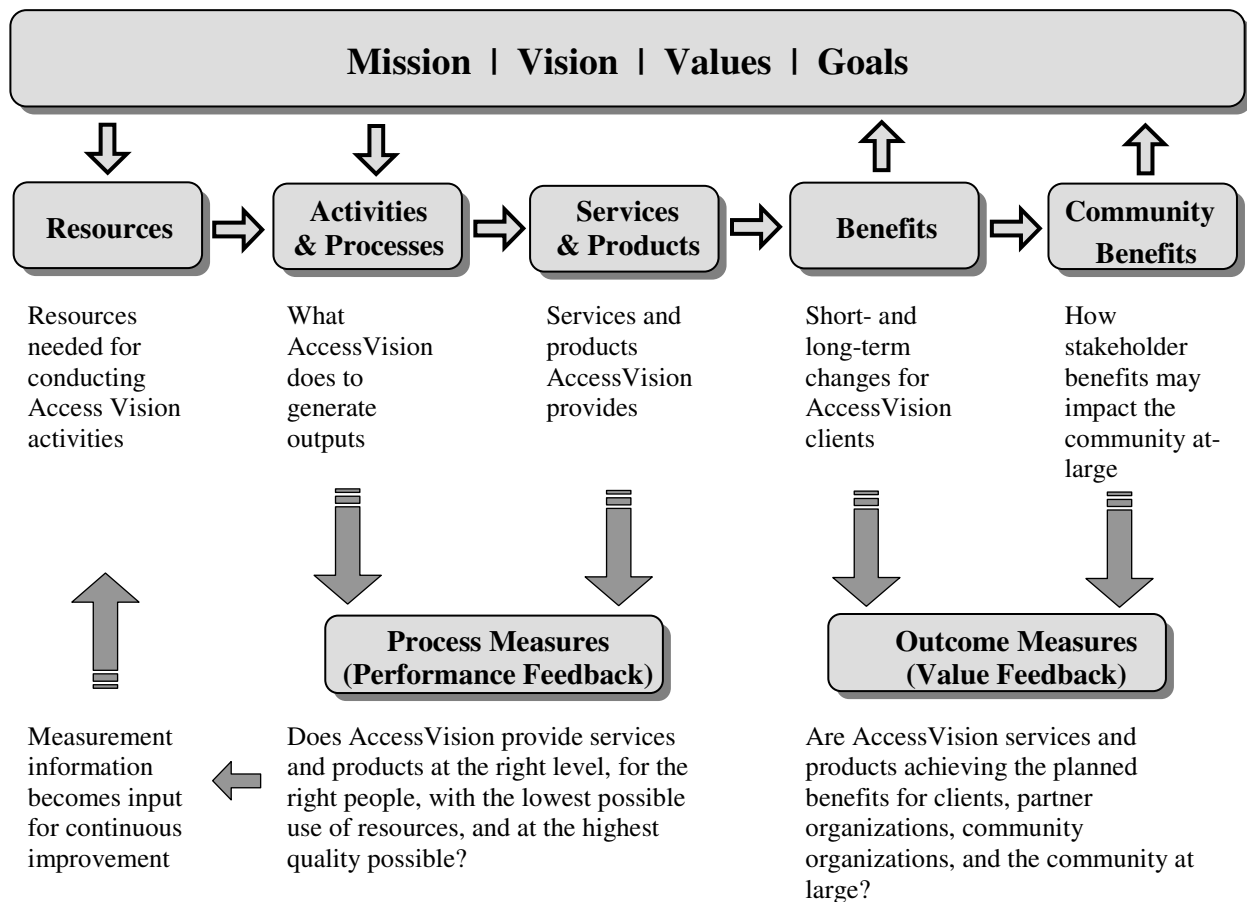 Mission | Vision | Values | Goals
Resources
Activities
& Processes
Services
& Products
Benefits
Community
Benefits
Resources
needed for
conducting
Access Vision
activities
What
AccessVision
does to
generate
outputs
Services and
products
AccessVision
provides
Short- and
long-term
changes for
AccessVision
clients
How
stakeholder
benefits may
impact the
community at-
large
Process Measures
(Performance Feedback)
Outcome Measures
(Value Feedback)
Measurement
information
becomes input
for continuous
improvement
Does AccessVision provide services
and products at the right level, for the
right people, with the lowest possible
use of resources, and at the highest
quality possible?
Are AccessVision services and
products achieving the planned
benefits for clients, partner
organizations, community
organizations, and the community at
large?